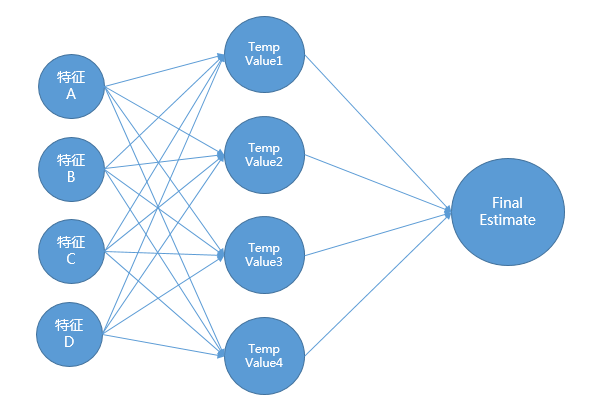 特征
A
特征
B
特征
C
特征
D
Temp
Value1
Temp
Value2
Temp
Value3
Temp
Value4
Final
Estimate